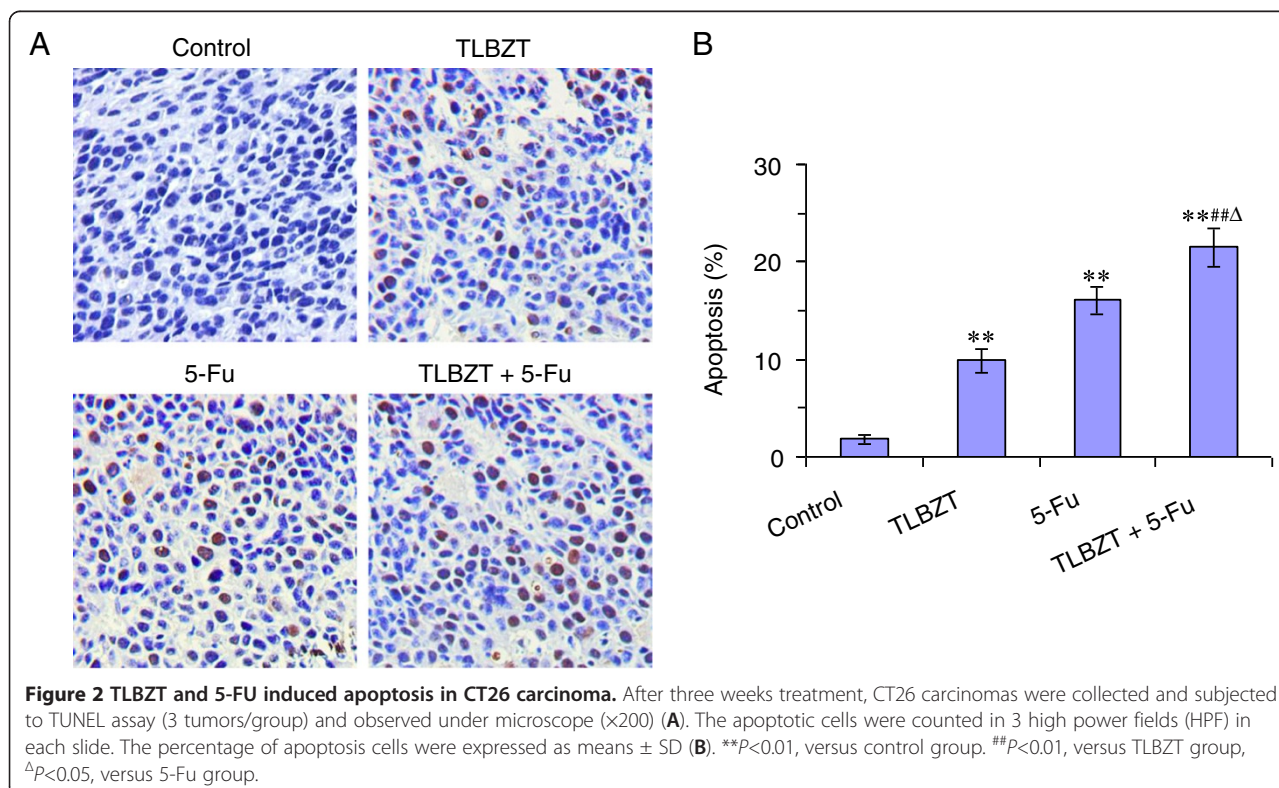 A
Control
TLBZT
5-Fu
TLBZT + 5-Fu
B
30
20
10
0
Apoptosis (%)
**
**
**##Δ
Control
TLBZT
5-Fu
TLBZT + 5-Fu
Figure 2 TLBZT and 5-FU induced apoptosis in CT26 carcinoma. After three weeks treatment, CT26 carcinomas were collected and subjected
to TUNEL assay (3 tumors/group) and observed under microscope (×200) (A). The apoptotic cells were counted in 3 high power fields (HPF) in
each slide. The percentage of apoptosis cells were expressed as means ± SD (B). **P<0.01, versus control group. ##P<0.01, versus TLBZT group,
ΔP<0.05, versus 5-Fu group.